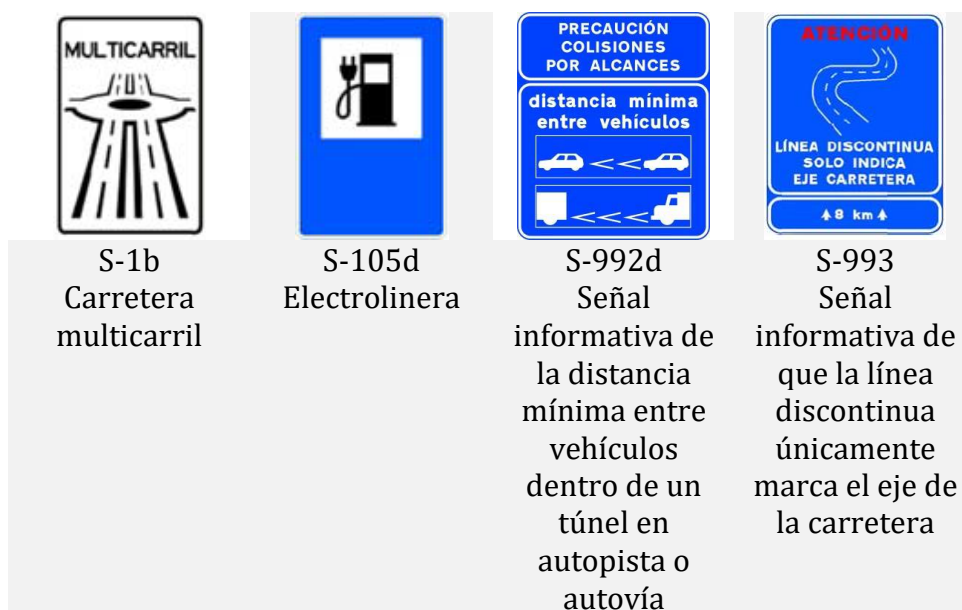 MULTICARRIL
PRECAUCIÓN
COLISIONES
POR ALCANCES
distancia mínima
entre vehículos
ATENCIÓN
LÍNEA DISCONTINUA
SOLO INDICA
EJE CARRETERA
8 km
S-1b
Carretera
multicarril
S-105d
Electrolinera
S-992d
Señal
informativa de
la distancia
mínima entre
vehículos
dentro de un
túnel en
autopista o
autovía
S-993
Señal
informativa de
que la línea
discontinua
únicamente
marca el eje de
la carretera